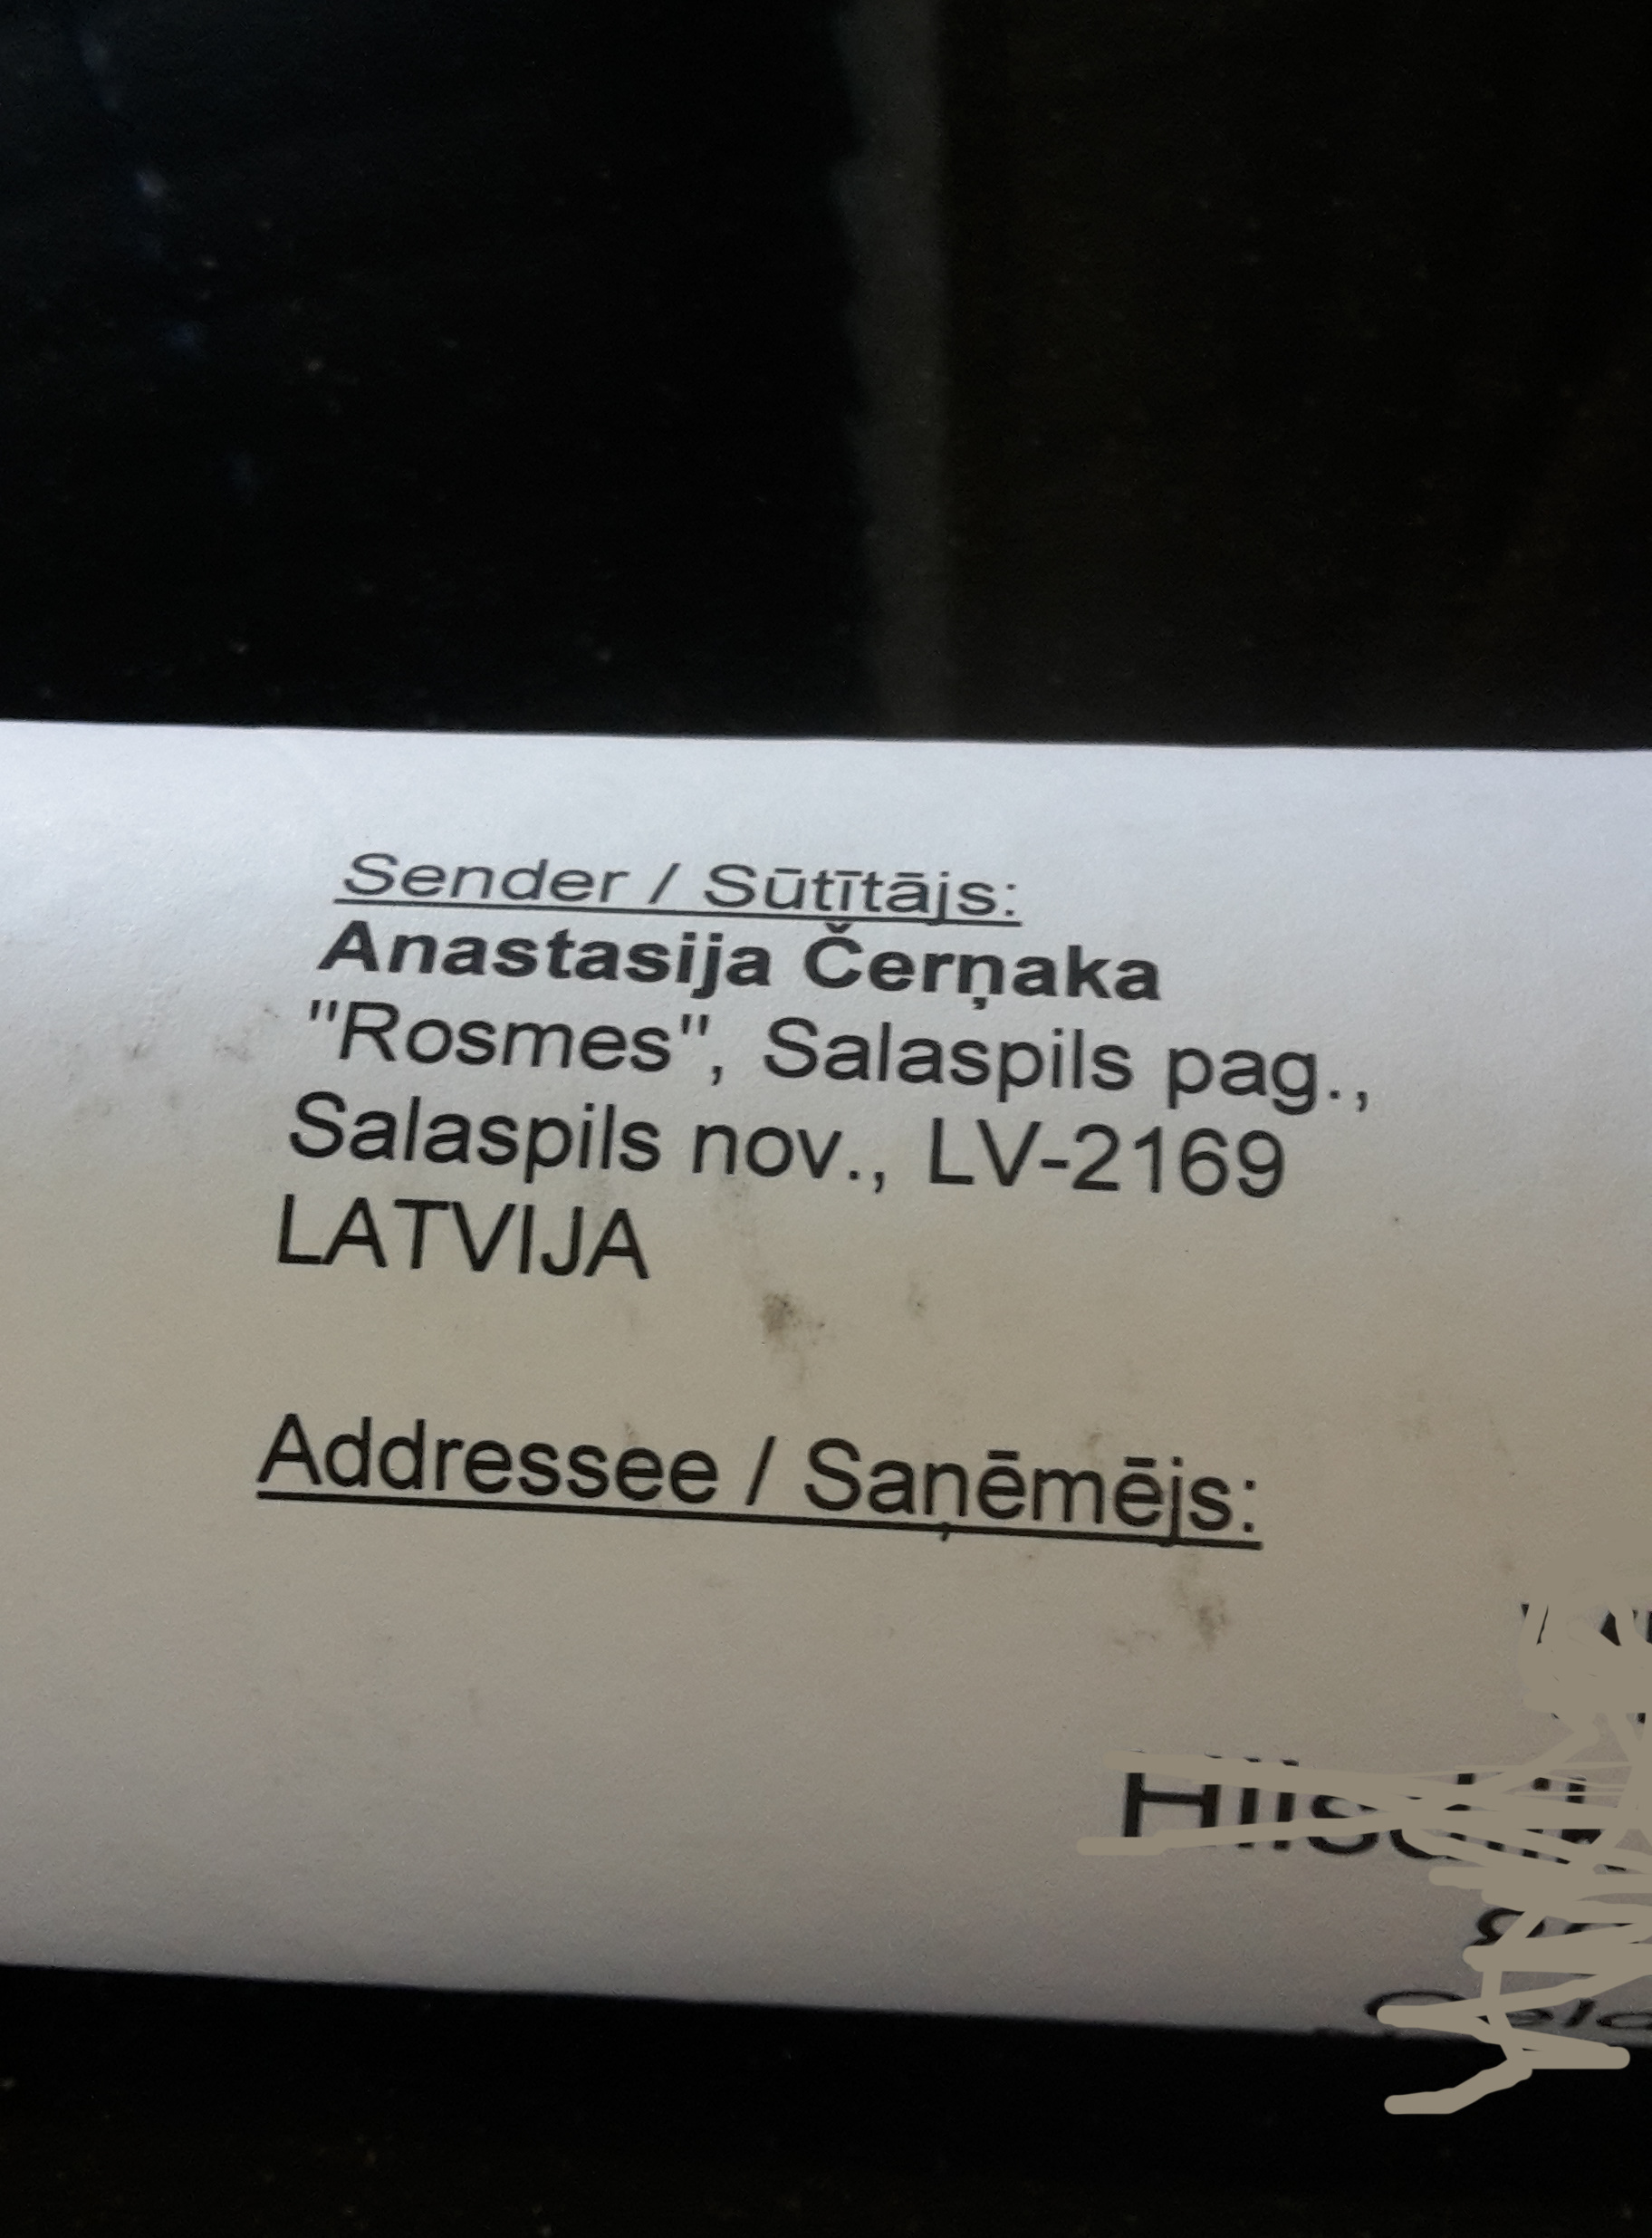 Sender / Sūtītājs:
Anastasija Čerņaka
"Rosmes", Salaspils pag.,
Salaspils nov., LV-2169
LATVIJA
Addressee / Saņēmējs: